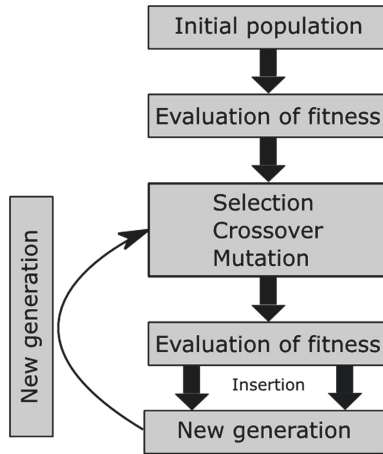 Initial population
Evaluation of fitness
Selection
Crossover
Mutation
New generation
Evaluation of fitness
Insertion
New generation